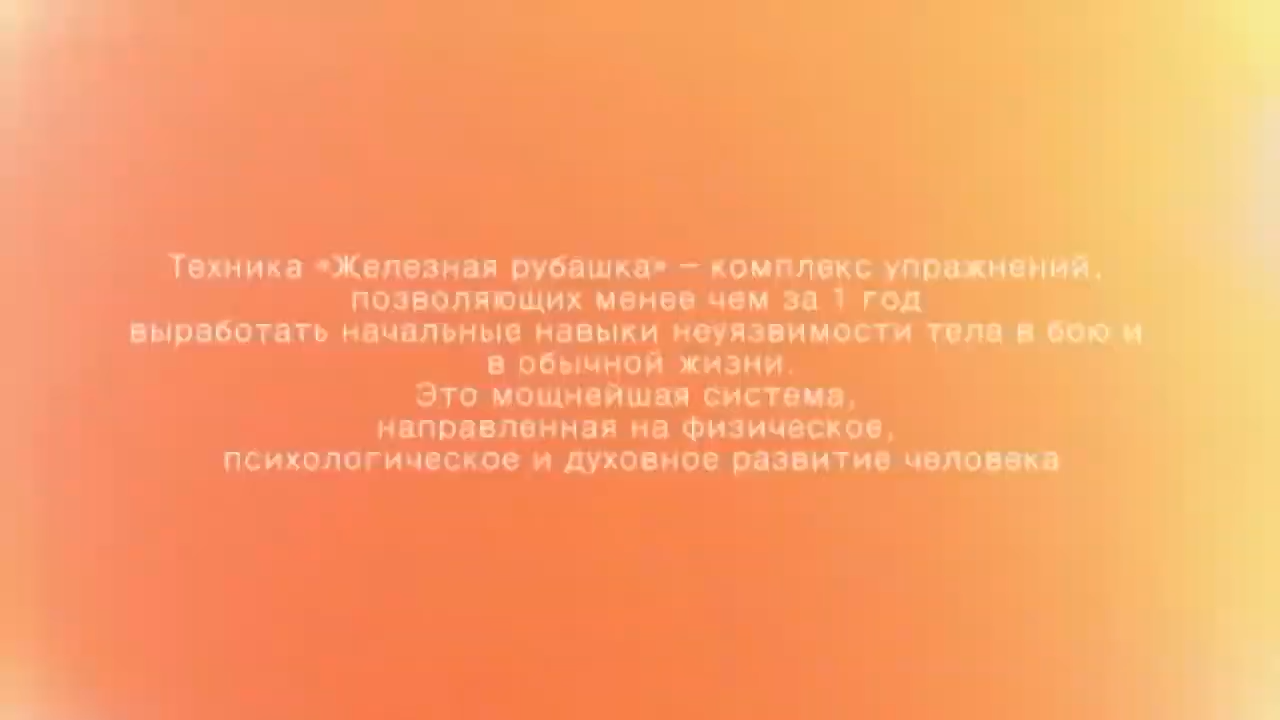 Техника «Железная рубашка» – комплекс упражнений,
позволяющих менее чем за 1 год
выработать начальные навыки неуязвимости тела в бою и
в обычной жизни.
Это мощнейшая система,
направленная на физическое,
психологическое и духовное развитие человека